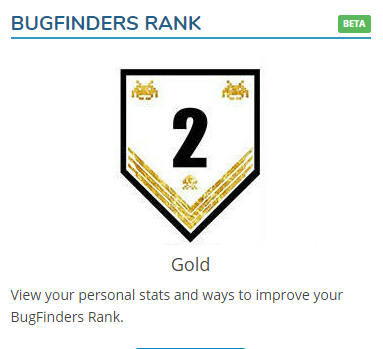 BUGFINDERS RANK
BETA
2
Gold
View your personal stats and ways to improve your
BugFinders Rank.